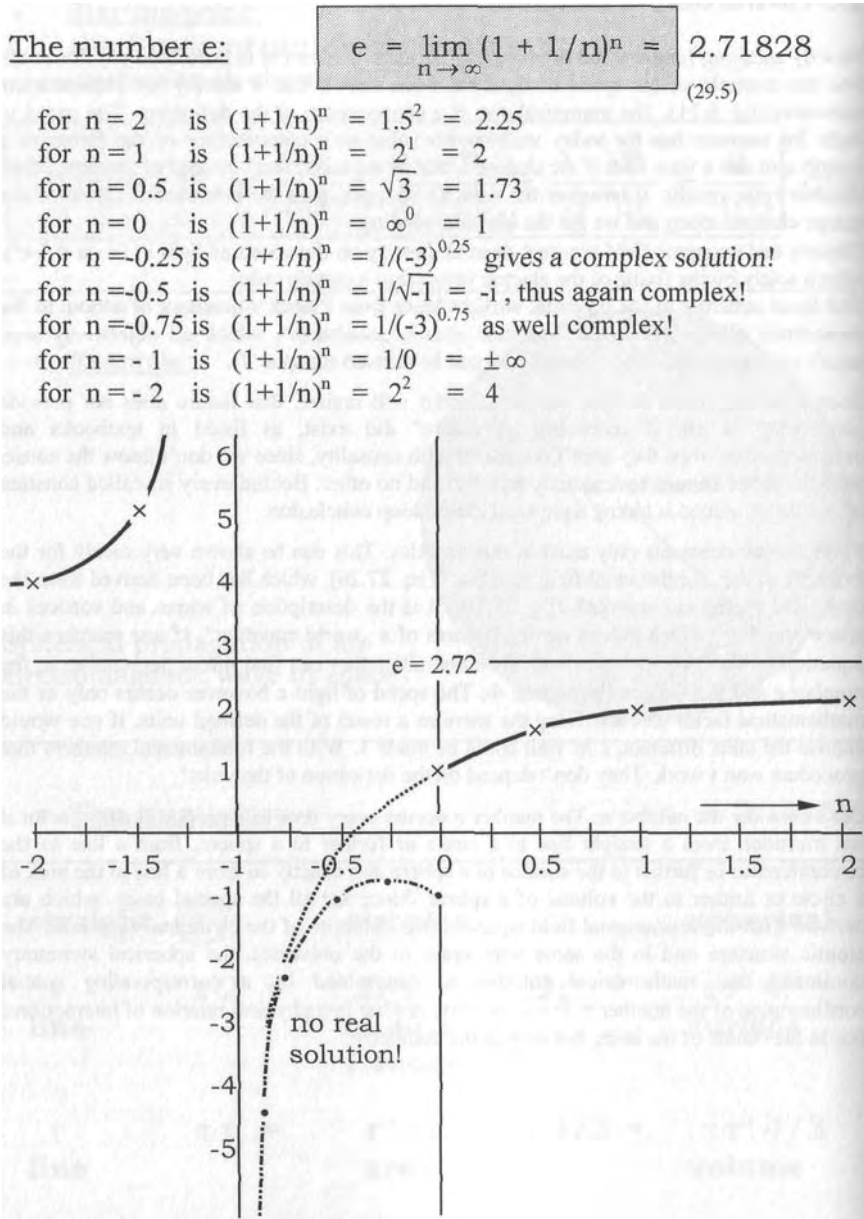 The number e: e = lim (1 + 1/n)ⁿ = 2.71828
n → ∞
(29.5)
for n = 2 is (1+1/n)ⁿ = 1.5² = 2.25
for n = 1 is (1+1/n)ⁿ = 2¹ = 2
for n = 0.5 is (1+1/n)ⁿ = √3 = 1.73
for n = 0 is (1+1/n)ⁿ = ∞⁰ = 1
for n = -0.25 is (1+1/n)ⁿ = 1/(-3)^0.25 gives a complex solution!
for n = -0.5 is (1+1/n)ⁿ = 1/√-1 = - i , thus again complex!
for n = -0.75 is (1+1/n)ⁿ = 1/(-3)^0.75 as well complex!
for n = - 1 is (1+1/n)ⁿ = 1/0 = ±∞
for n = - 2 is (1+1/n)ⁿ = 2² = 4
6
5
4
3
e = 2.72
2
1
n
-2 -1.5 -1 -0.5 0 0.5 1 1.5 2
-1
-2
-3
no real
solution!
-4
-5